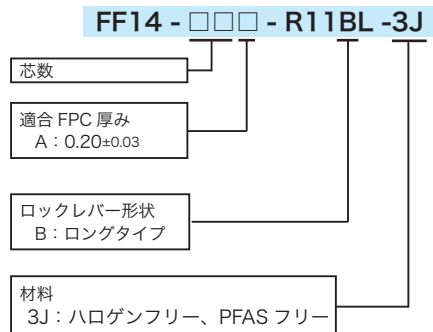 FF14 - □□□ - R11BL -3J
芯数
適合 FPC 厚み
A：0.20±0.03
ロックレバー形状
B：ロングタイプ
材料
3J：ハロゲンフリー、PFAS フリー